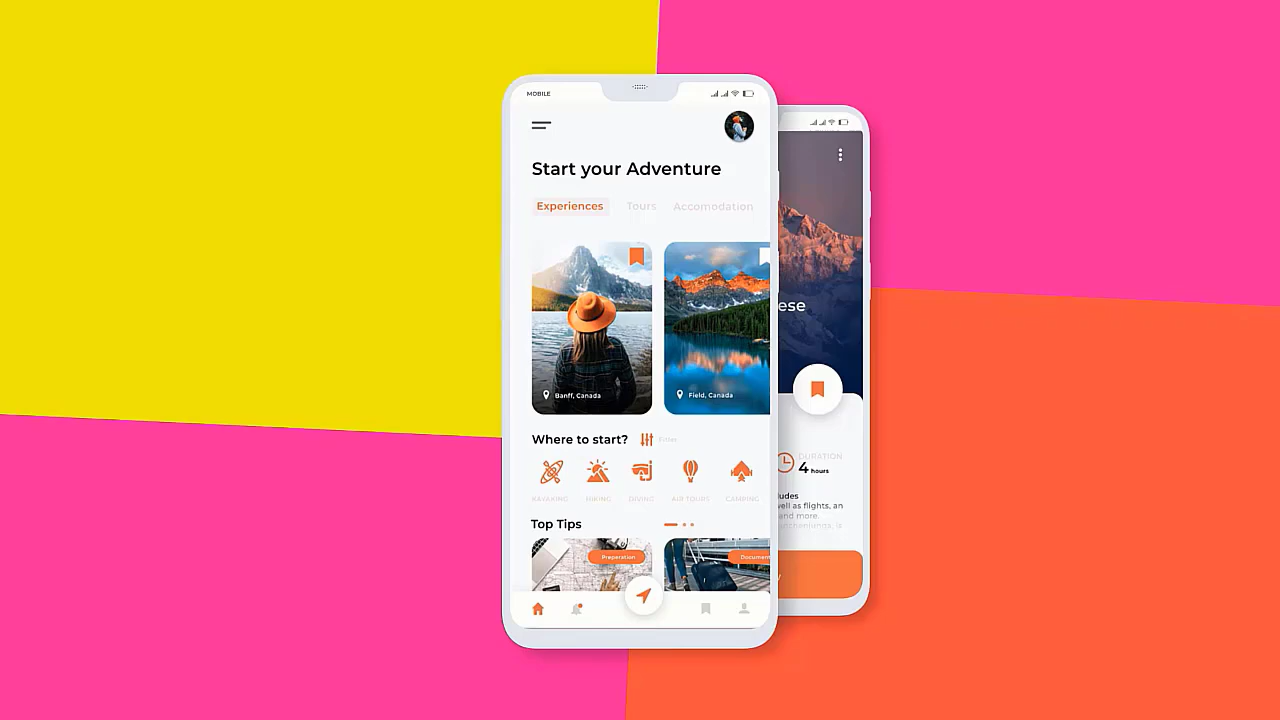 MOBILE
Start your Adventure
Experiences Tours Accomodation
Banff, Canada
Field, Canada
Where to start? Filter
KAYAKING HIKING DIVING AIR TOURS CAMPING
Top Tips
Preperation
Document
ese
DURATION
4 hours
ludes
well as flights, an
and more.